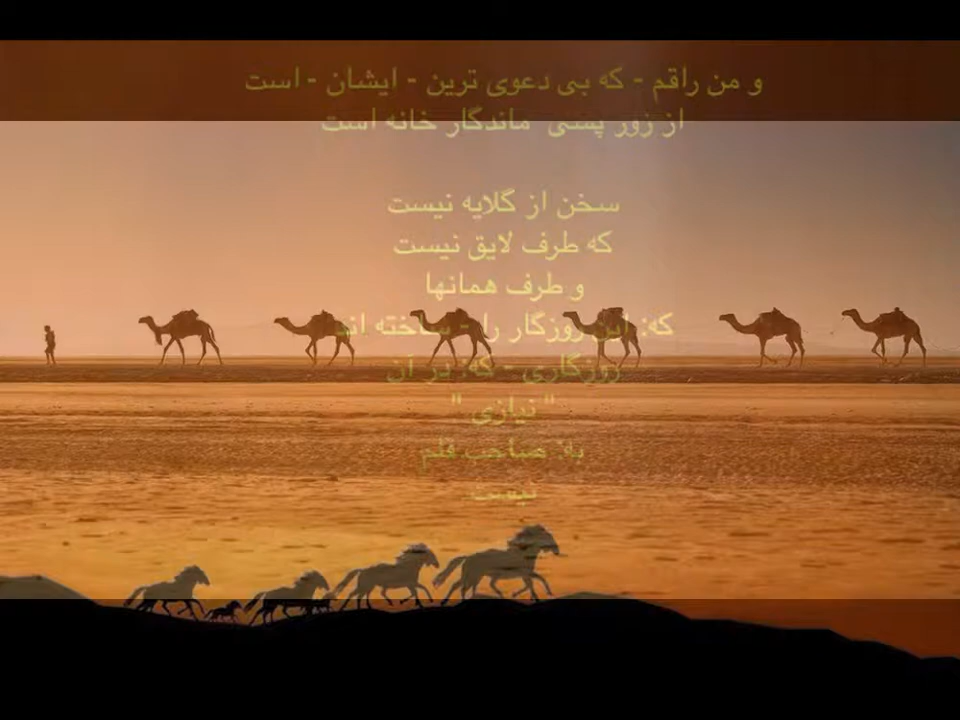 و من راقم - که بی دعوی ترین - ایشان - است
از زور پسی ماندگار خانه است
سخن از گلایه نیست
که طرف لایق نیست
و طرف همانها
که: این روزگار را - ساخته اند
روزگاری - که: در آن
" نیازی "
به: صاحب قلم
نیست